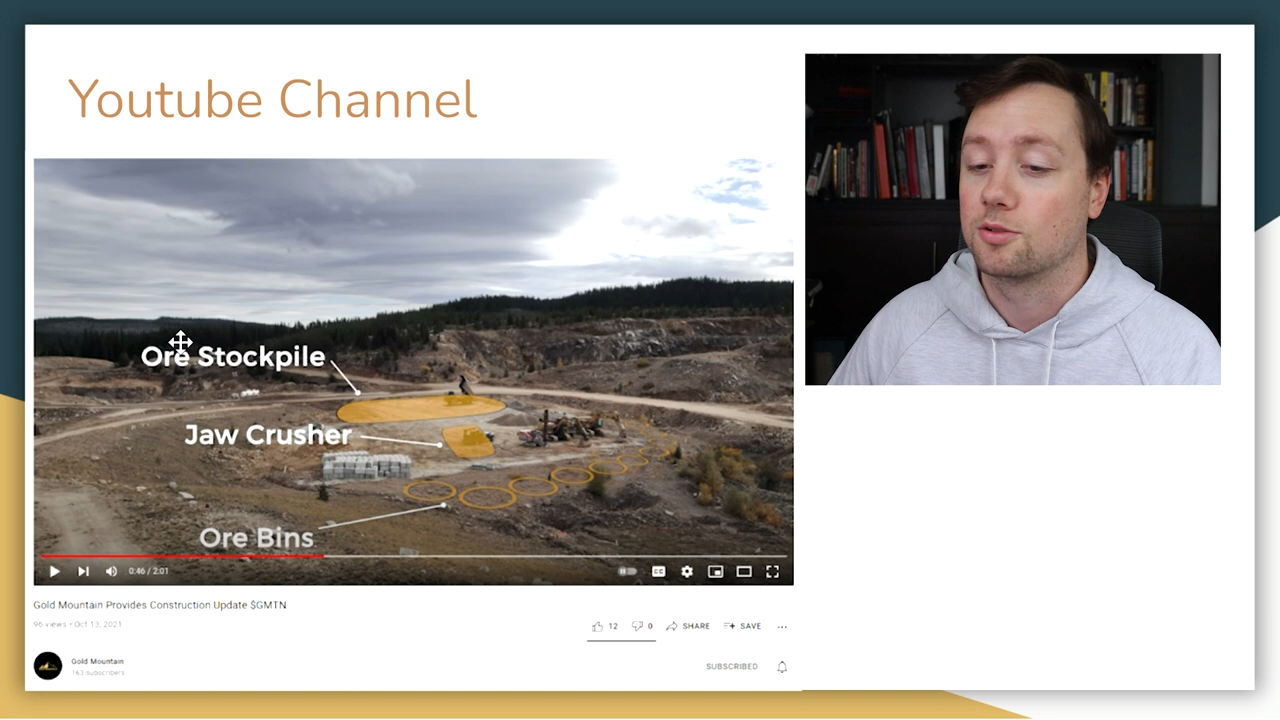 Youtube Channel
Ore Stockpile
Jaw Crusher
Ore Bins
0:46 / 2:01
CC
Gold Mountain Provides Construction Update $GMTN
96 views • Oct 13, 2021
12 0 SHARE SAVE
Gold Mountain
163 subscribers
SUBSCRIBED